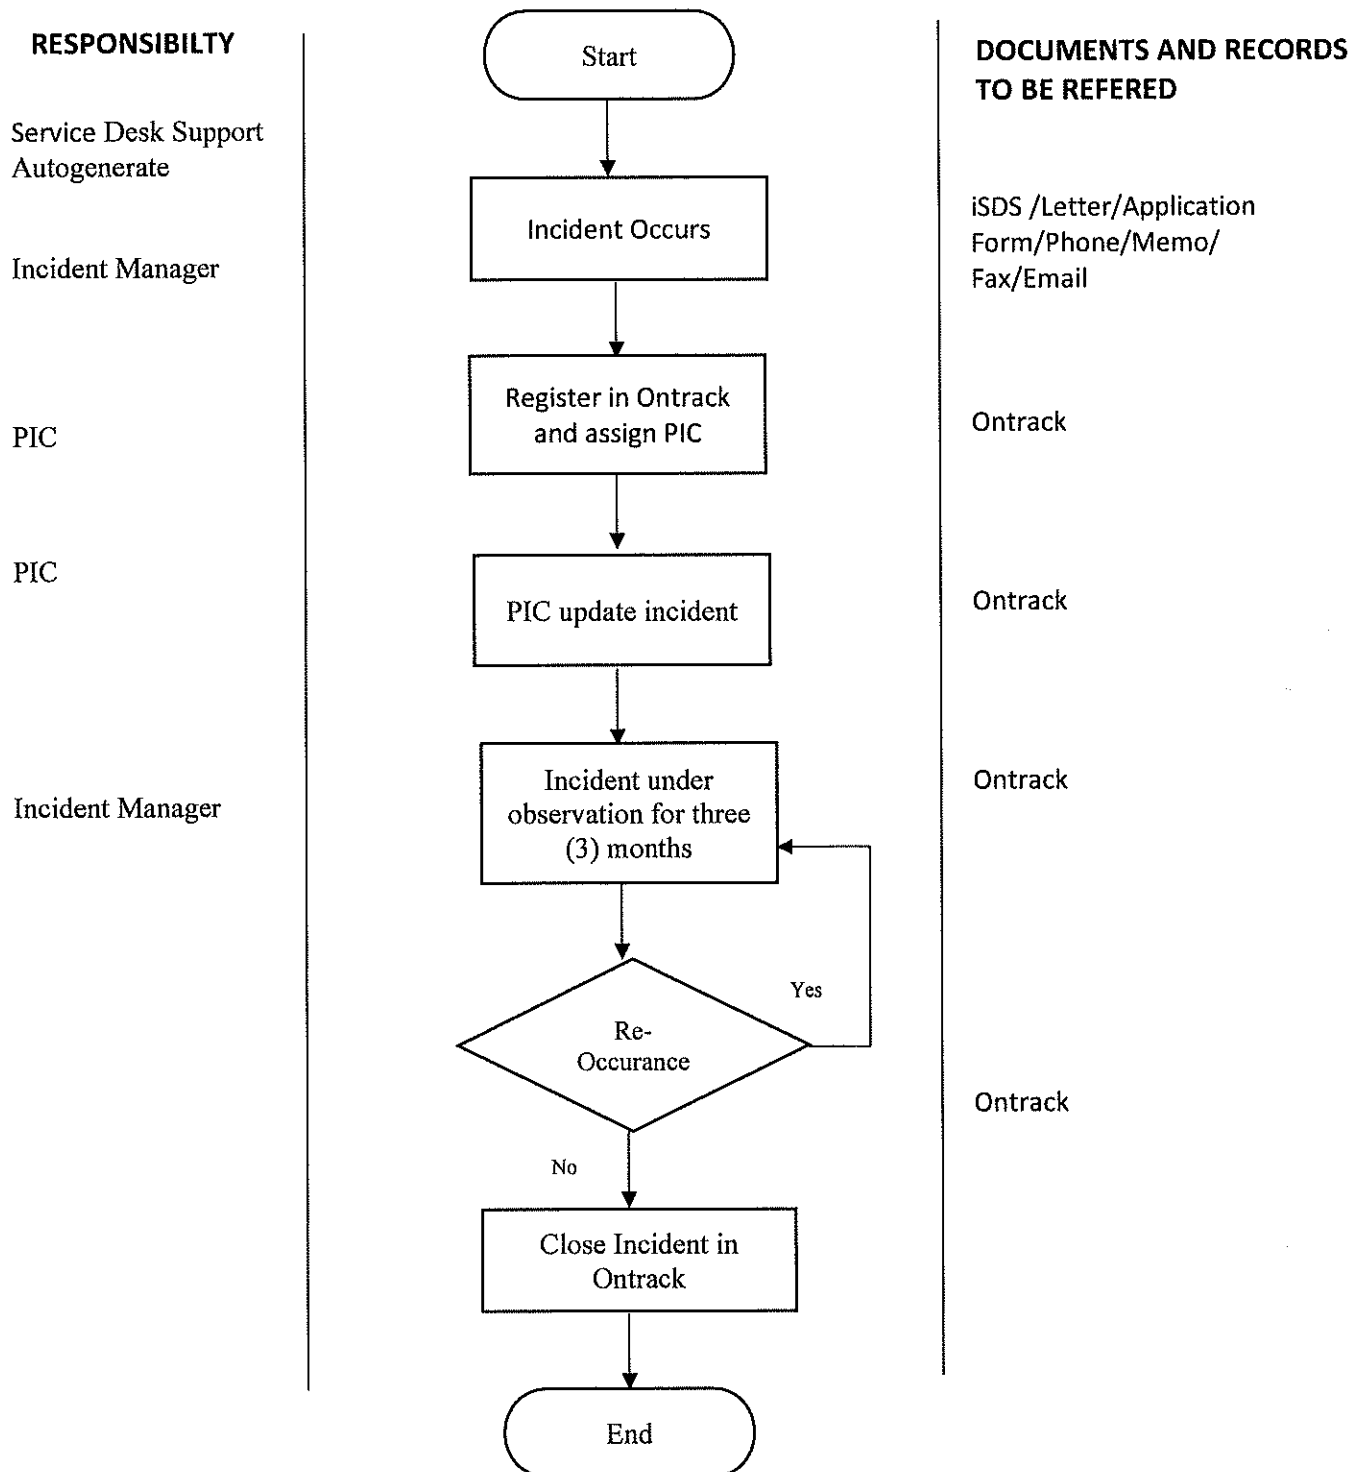 RESPONSIBILTY
Service Desk Support
Autogenerate
Incident Manager
PIC
PIC
Incident Manager
Start
Incident Occurs
Register in Ontrack
and assign PIC
PIC update incident
Incident under
observation for three
(3) months
Yes
Re-
Occurance
No
Close Incident in
Ontrack
End
DOCUMENTS AND RECORDS
TO BE REFERED
iSDS /Letter/Application
Form/Phone/Memo/
Fax/Email
Ontrack
Ontrack
Ontrack
Ontrack